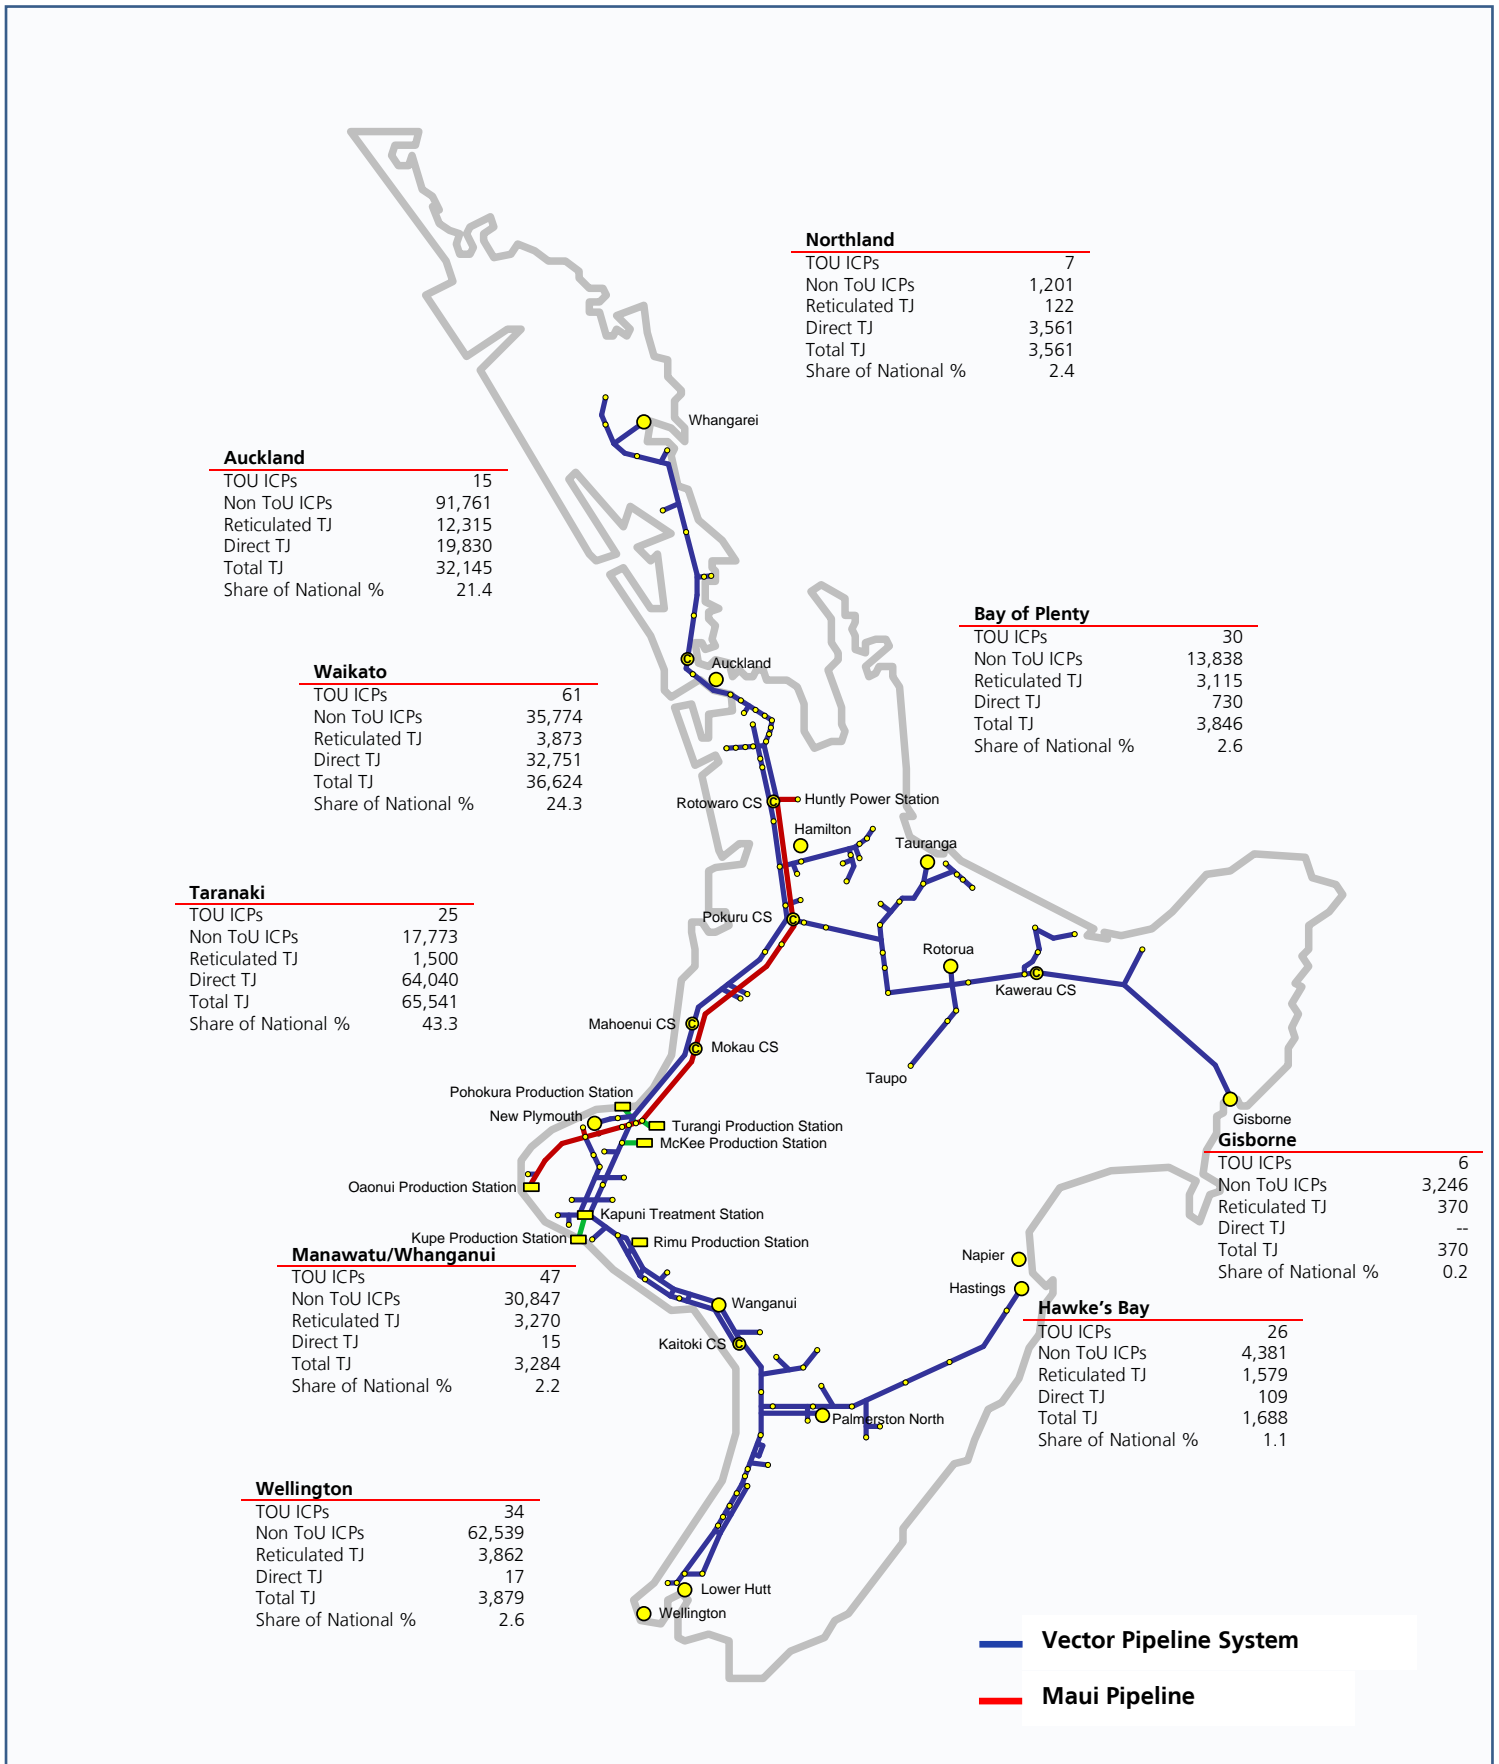 Northland
TOU ICPs 7
Non ToU ICPs 1,201
Reticulated TJ 122
Direct TJ 3,561
Total TJ 3,561
Share of National % 2.4
Whangarei
Auckland
TOU ICPs 15
Non ToU ICPs 91,761
Reticulated TJ 12,315
Direct TJ 19,830
Total TJ 32,145
Share of National % 21.4
Bay of Plenty
TOU ICPs 30
Non ToU ICPs 13,838
Reticulated TJ 3,115
Direct TJ 730
Total TJ 3,846
Share of National % 2.6
C
Auckland
Waikato
TOU ICPs 61
Non ToU ICPs 35,774
Reticulated TJ 3,873
Direct TJ 32,751
Total TJ 36,624
Share of National % 24.3
Rotowaro CS
C
Huntly Power Station
Hamilton
Tauranga
Taranaki
TOU ICPs 25
Non ToU ICPs 17,773
Reticulated TJ 1,500
Direct TJ 64,040
Total TJ 65,541
Share of National % 43.3
Pokuru CS
C
Rotorua
C
Kawerau CS
Mahoenui CS
C
C
Mokau CS
Taupo
Pohokura Production Station
New Plymouth
Turangi Production Station
McKee Production Station
Gisborne
Oaonui Production Station
Kapuni Treatment Station
Kupe Production Station
Rimu Production Station
Gisborne
TOU ICPs 6
Non ToU ICPs 3,246
Reticulated TJ 370
Direct TJ --
Total TJ 370
Share of National % 0.2
Manawatu/Whanganui
TOU ICPs 47
Non ToU ICPs 30,847
Reticulated TJ 3,270
Direct TJ 15
Total TJ 3,284
Share of National % 2.2
Napier
Hastings
Wanganui
Kaitoki CS
C
Hawke's Bay
TOU ICPs 26
Non ToU ICPs 4,381
Reticulated TJ 1,579
Direct TJ 109
Total TJ 1,688
Share of National % 1.1
Palmerston North
Wellington
TOU ICPs 34
Non ToU ICPs 62,539
Reticulated TJ 3,862
Direct TJ 17
Total TJ 3,879
Share of National % 2.6
Lower Hutt
Wellington
Vector Pipeline System
Maui Pipeline